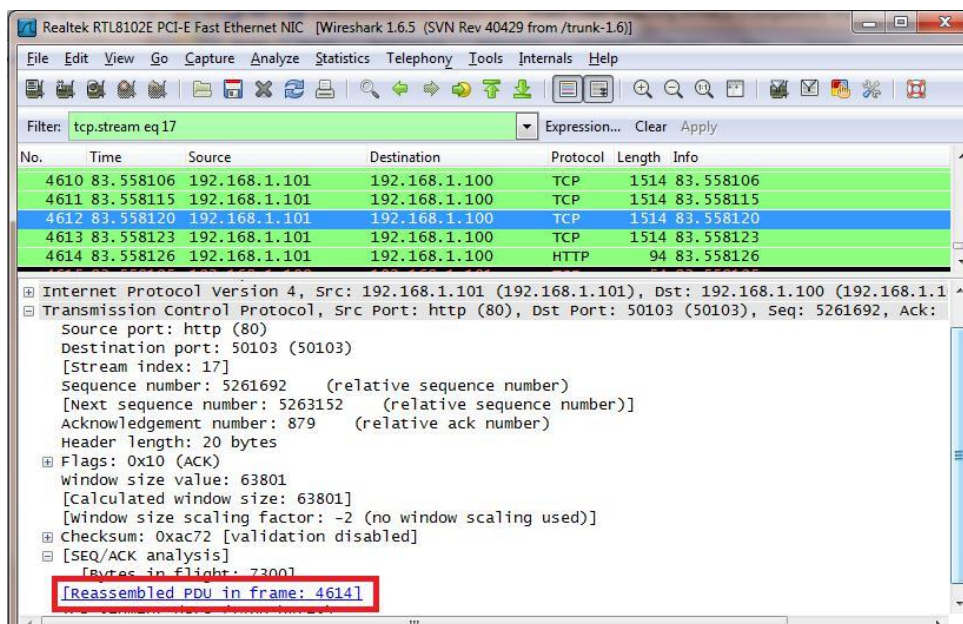 Realtek RTL8102E PCI-E Fast Ethernet NIC [Wireshark 1.6.5 (SVN Rev 40429 from /trunk-1.6)]
File Edit View Go Capture Analyze Statistics Telephony Tools Internals Help
Filter: tcp.stream eq 17 Expression... Clear Apply
No. Time Source Destination Protocol Length Info
4610 83.558106 192.168.1.101 192.168.1.100 TCP 1514 83.558106
4611 83.558115 192.168.1.101 192.168.1.100 TCP 1514 83.558115
4612 83.558120 192.168.1.101 192.168.1.100 TCP 1514 83.558120
4613 83.558123 192.168.1.101 192.168.1.100 TCP 1514 83.558123
4614 83.558126 192.168.1.101 192.168.1.100 HTTP 94 83.558126
Internet Protocol Version 4, Src: 192.168.1.101 (192.168.1.101), Dst: 192.168.1.100 (192.168.1.1
Transmission Control Protocol, Src Port: http (80), Dst Port: 50103 (50103), Seq: 5261692, Ack:
Source port: http (80)
Destination port: 50103 (50103)
[Stream index: 17]
Sequence number: 5261692 (relative sequence number)
[Next sequence number: 5263152 (relative sequence number)]
Acknowledgement number: 879 (relative ack number)
Header length: 20 bytes
Flags: 0x10 (ACK)
Window size value: 63801
[Calculated window size: 63801]
[Window size scaling factor: -2 (no window scaling used)]
Checksum: 0xac72 [validation disabled]
[SEQ/ACK analysis]
[Bytes in flight: 7300]
[Reassembled PDU in frame: 4614]